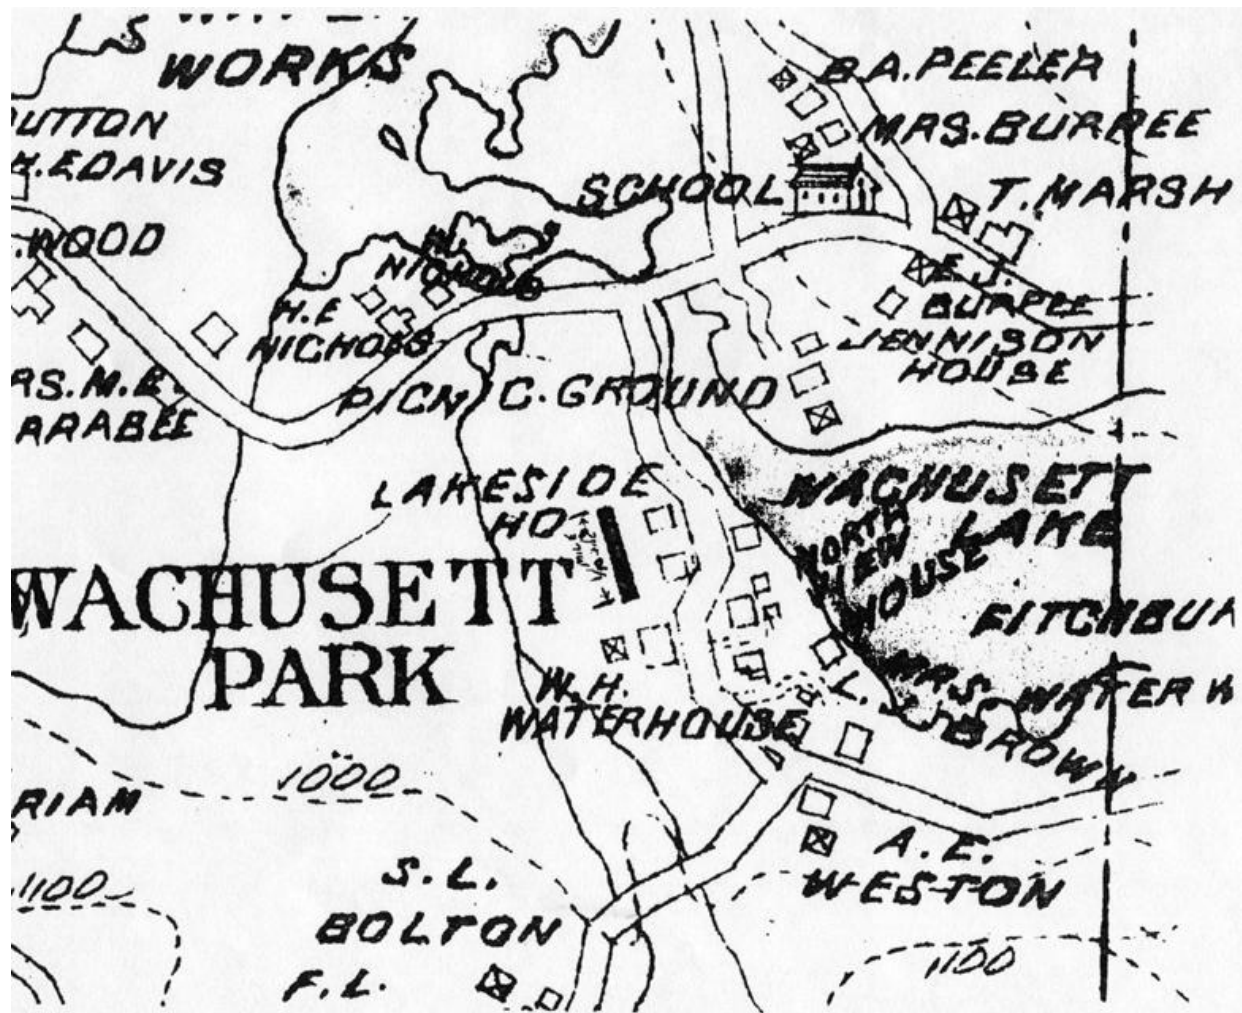 WORKS
B.A. PEELER
UTTON
MRS. BURPEE
& E DAVIS
SCHOOL
T. MARSH
WOOD
H.
NICHOLS
E. J.
BURPEE
H. E
NICHOLS
JENNISON
HOUSE
RS. M. E.
ARABEE
PICNIC GROUND
LAKESIDE
HO
WACHUSETT
LAKE
NORTH
VIEW
HOUSE
WACHUSETT
PARK
FITCHBUR
WATER W
MRS.
L. J. BROWN
W. H.
WATERHOUSE
1000
RIAM
A. E.
WESTON
S. L.
BOLTON
1100
1100
F. L.